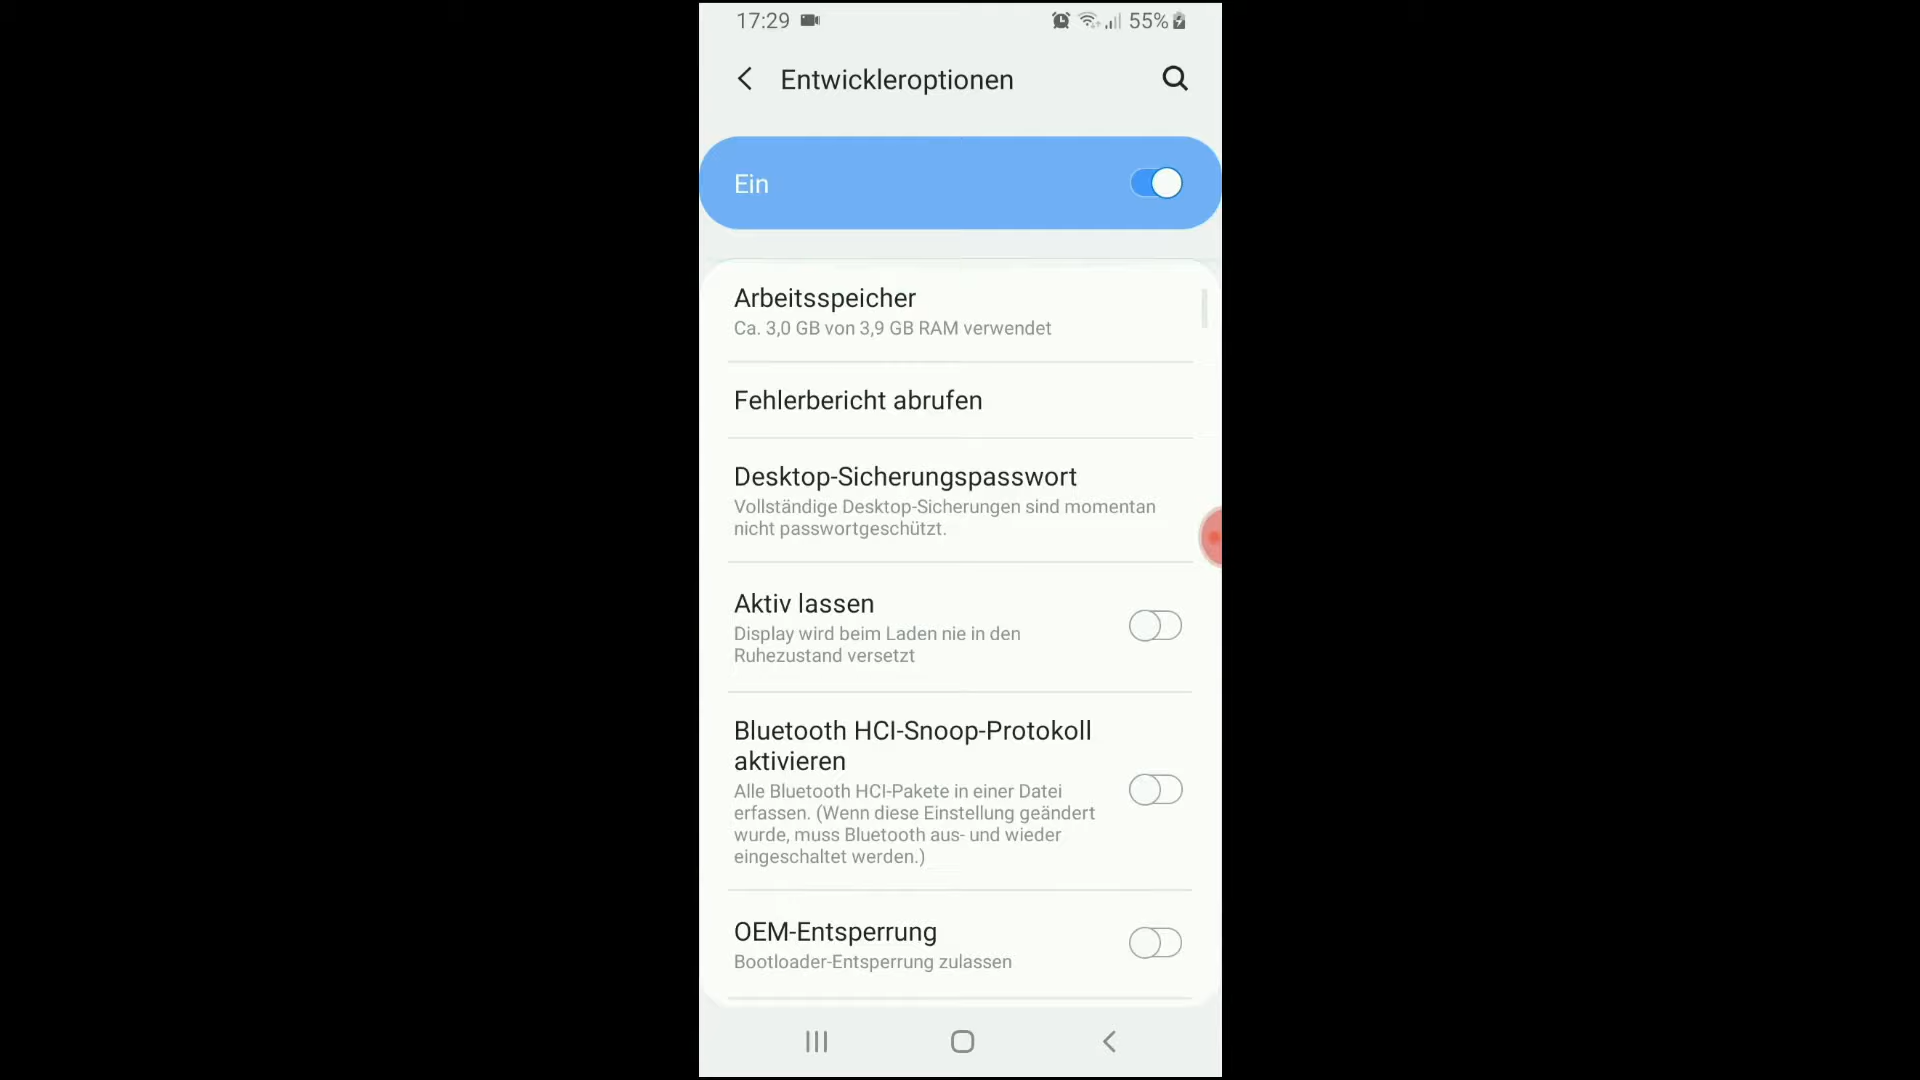 17:29
55%
Entwickleroptionen
Ein
Arbeitsspeicher
Ca. 3,0 GB von 3,9 GB RAM verwendet
Fehlerbericht abrufen
Desktop-Sicherungspasswort
Vollständige Desktop-Sicherungen sind momentan
nicht passwortgeschützt.
Aktiv lassen
Display wird beim Laden nie in den
Ruhezustand versetzt
Bluetooth HCI-Snoop-Protokoll
aktivieren
Alle Bluetooth HCI-Pakete in einer Datei
erfassen. (Wenn diese Einstellung geändert
wurde, muss Bluetooth aus- und wieder
eingeschaltet werden.)
OEM-Entsperrung
Bootloader-Entsperrung zulassen